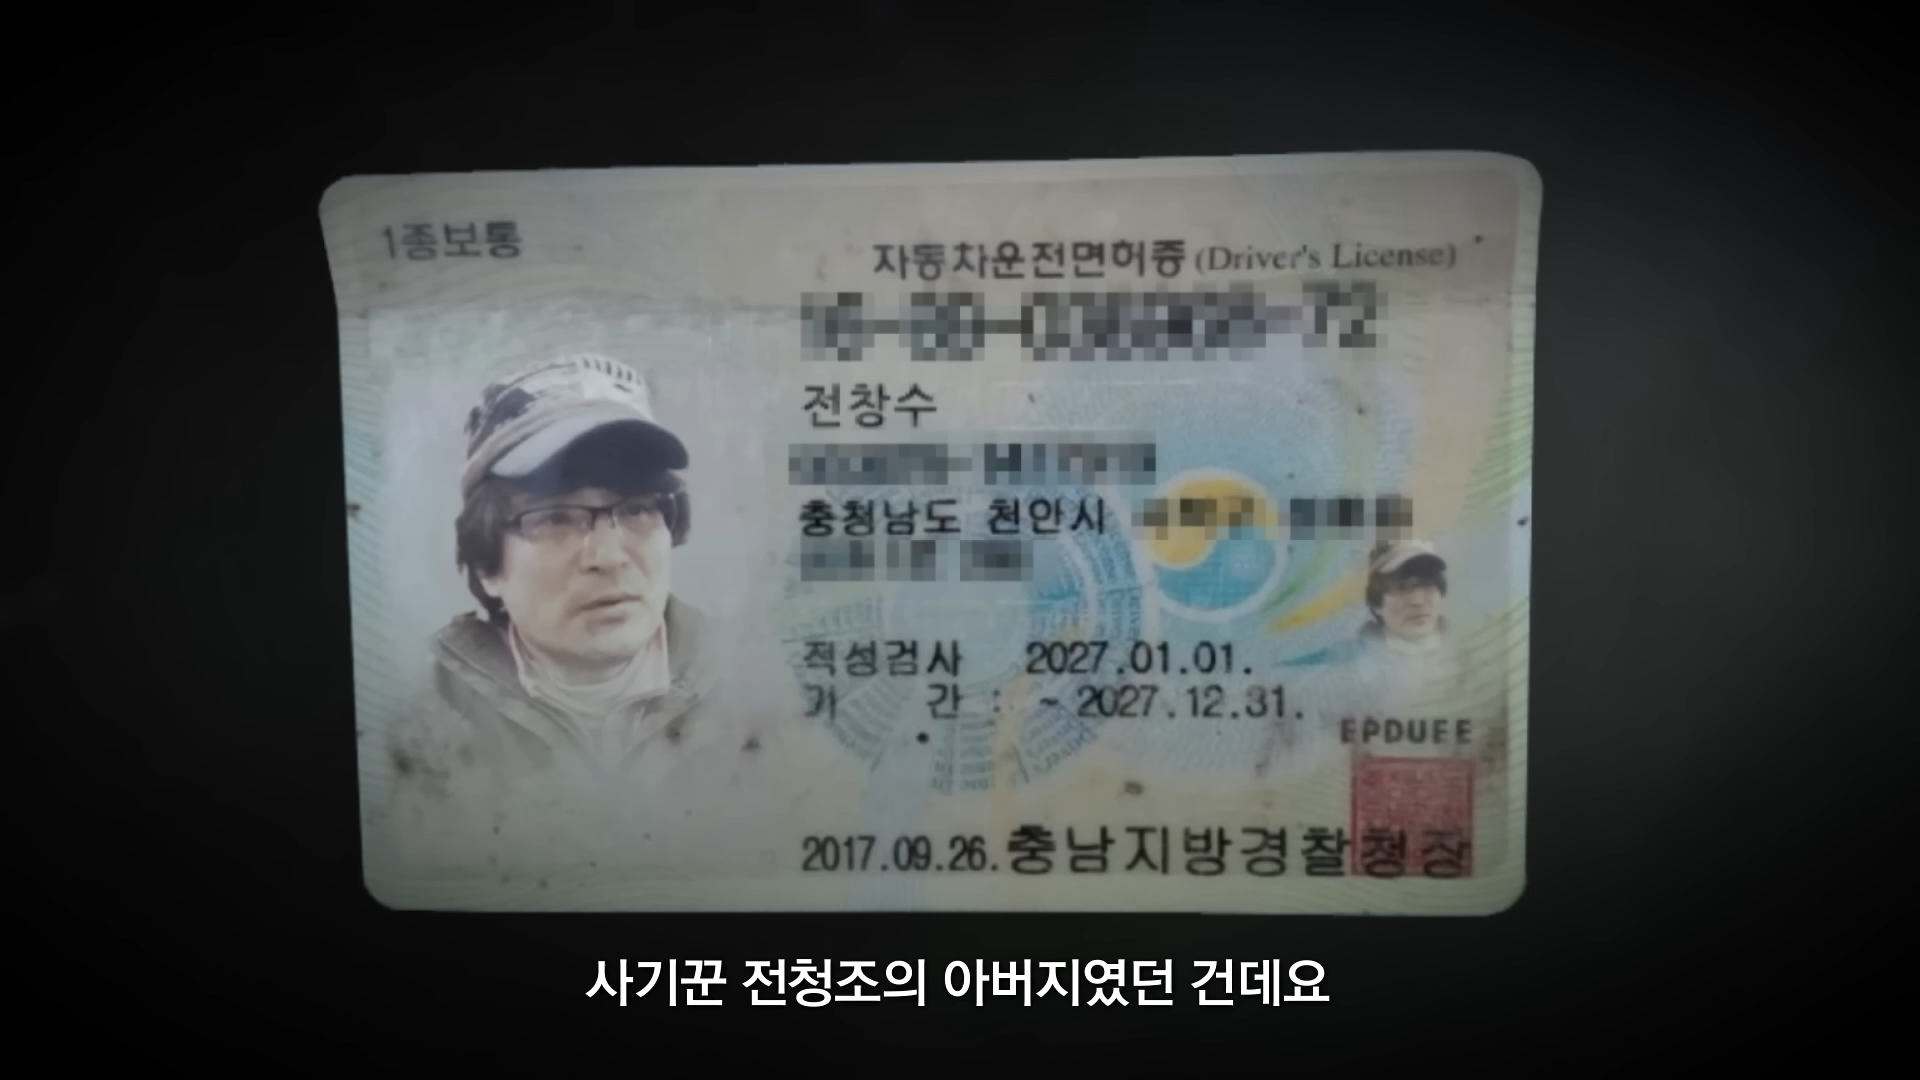 1종보통
자동차운전면허증 (Driver's License)
전창수
충청남도 천안시
적성검사 2027.01.01.
기 간 : ~ 2027.12.31.
EPDUEE
2017.09.26. 충남지방경찰청장
사기꾼 전청조의 아버지였던 건데요